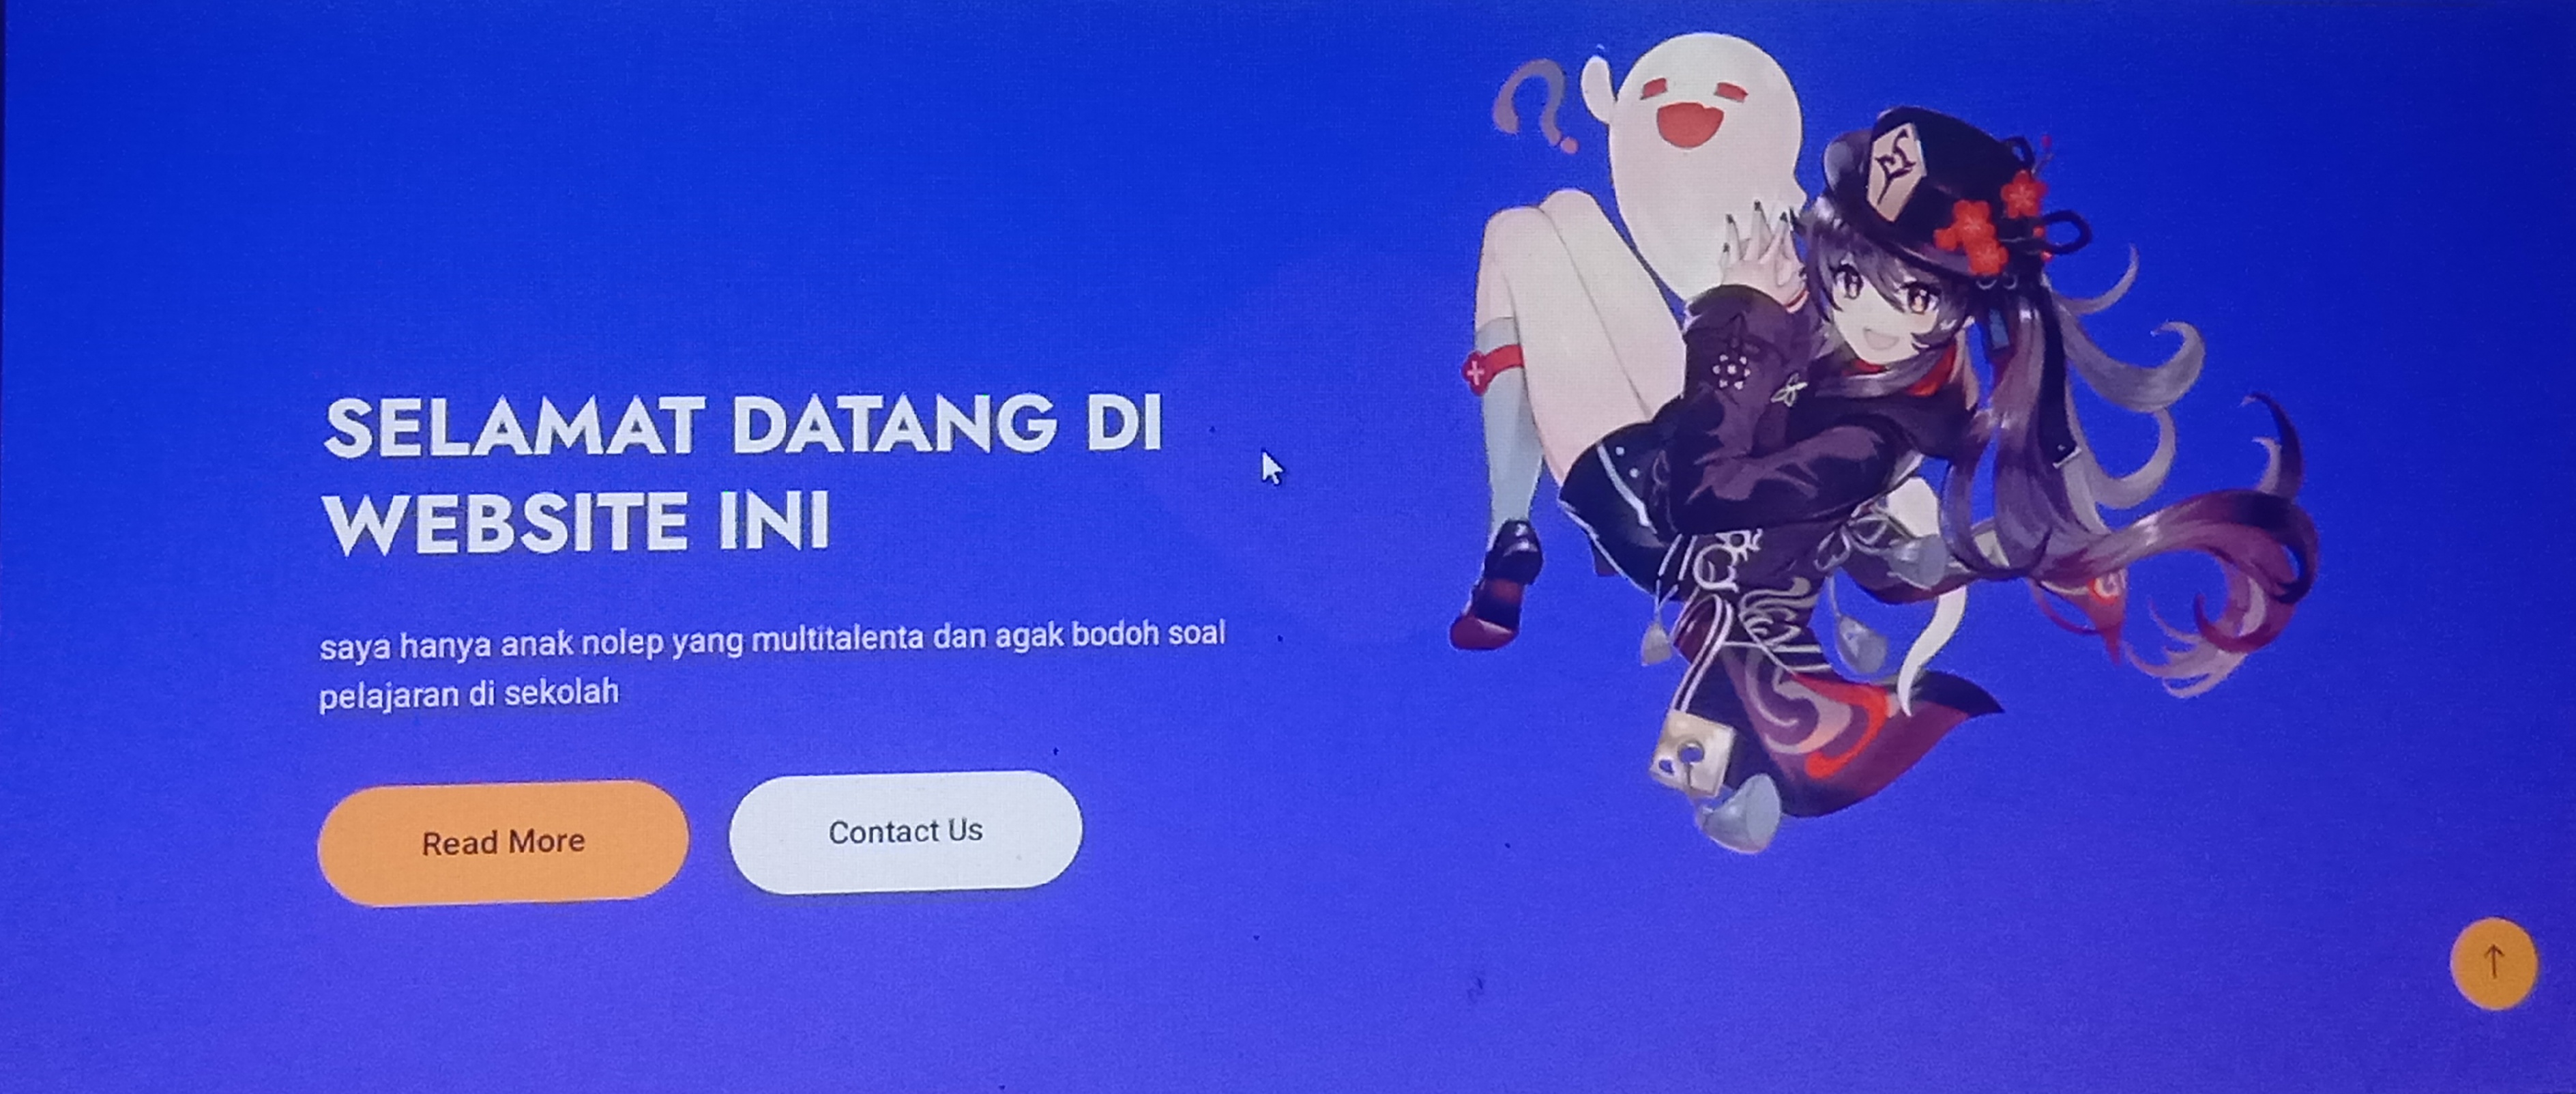 SELAMAT DATANG DI
WEBSITE INI
saya hanya anak nolep yang multitalenta dan agak bodoh soal
pelajaran di sekolah
Read More
Contact Us